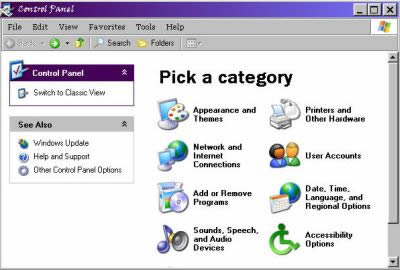 Control Panel
File Edit View Favorites Tools Help
Back Search Folders
Control Panel
Switch to Classic View
See Also
Windows Update
Help and Support
Other Control Panel Options
Pick a category
Appearance and
Themes
Printers and
Other Hardware
Network and
Internet
Connections
User Accounts
Add or Remove
Programs
Date, Time,
Language, and
Regional Options
Sounds, Speech,
and Audio
Devices
Accessibility
Options